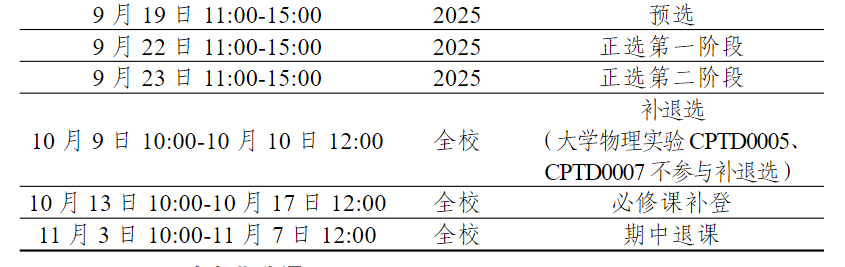 9 月 19 日 11:00-15:00 2025 预选
9 月 22 日 11:00-15:00 2025 正选第一阶段
9 月 23 日 11:00-15:00 2025 正选第二阶段
补退选
10 月 9 日 10:00-10 月 10 日 12:00 全校 (大学物理实验 CPTD0005、
CPTD0007 不参与补退选)
10 月 13 日 10:00-10 月 17 日 12:00 全校 必修课补登
11 月 3 日 10:00-11 月 7 日 12:00 全校 期中退课